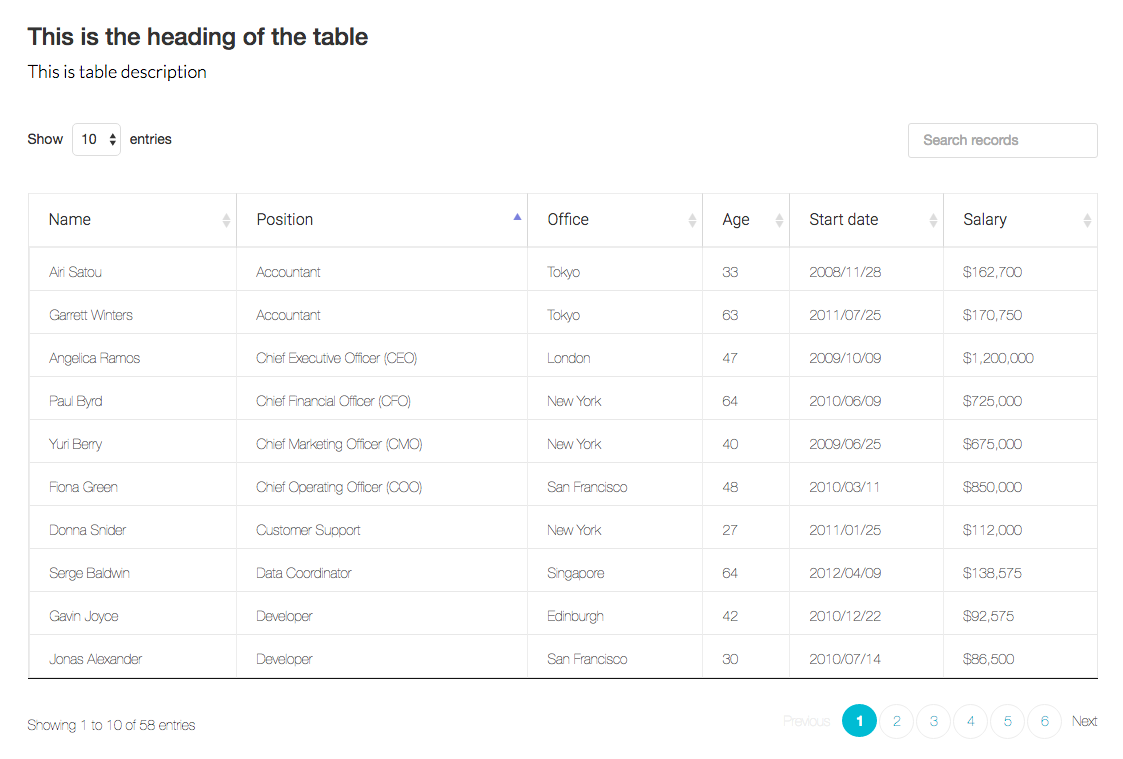 This is the heading of the table
This is table description
Show 10 entries Search records
Name Position Office Age Start date Salary
Airi Satou Accountant Tokyo 33 2008/11/28 $162,700
Garrett Winters Accountant Tokyo 63 2011/07/25 $170,750
Angelica Ramos Chief Executive Officer (CEO) London 47 2009/10/09 $1,200,000
Paul Byrd Chief Financial Officer (CFO) New York 64 2010/06/09 $725,000
Yuri Berry Chief Marketing Officer (CMO) New York 40 2009/06/25 $675,000
Fiona Green Chief Operating Officer (COO) San Francisco 48 2010/03/11 $850,000
Donna Snider Customer Support New York 27 2011/01/25 $112,000
Serge Baldwin Data Coordinator Singapore 64 2012/04/09 $138,575
Gavin Joyce Developer Edinburgh 42 2010/12/22 $92,575
Jonas Alexander Developer San Francisco 30 2010/07/14 $86,500
Showing 1 to 10 of 58 entries Previous 1 2 3 4 5 6 Next